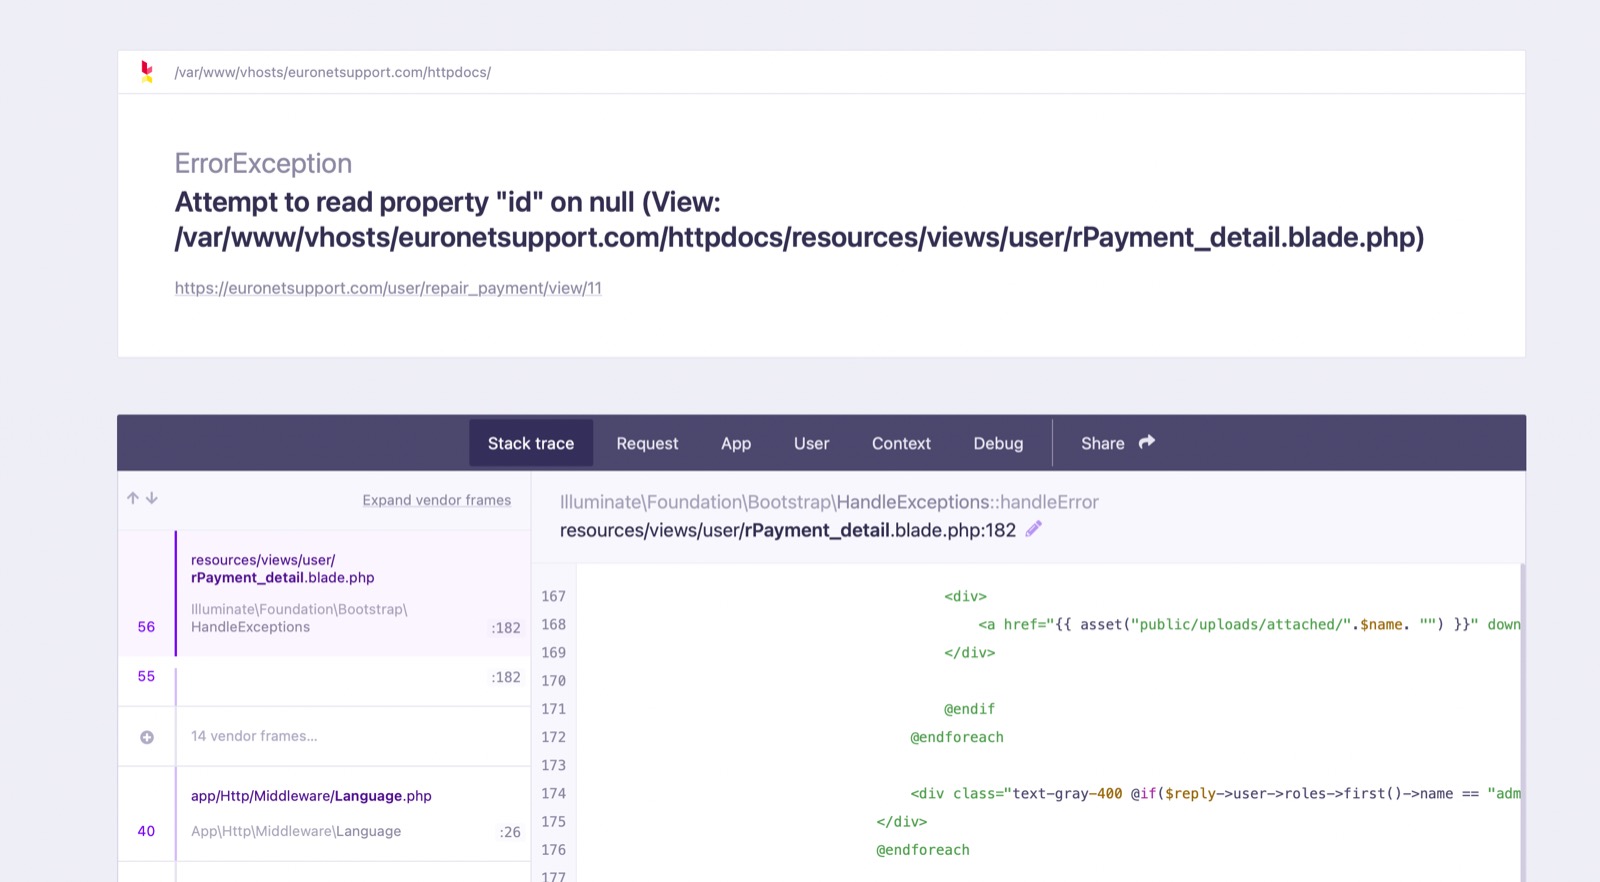 /var/www/vhosts/euronetsupport.com/httpdocs/
ErrorException
Attempt to read property "id" on null (View:
/var/www/vhosts/euronetsupport.com/httpdocs/resources/views/user/rPayment_detail.blade.php)
https://euronetsupport.com/user/repair_payment/view/11
Stack trace Request App User Context Debug Share
Expand vendor frames
resources/views/user/
rPayment_detail.blade.php
Illuminate\Foundation\Bootstrap\
56 HandleExceptions :182
55 :182
14 vendor frames...
app/Http/Middleware/Language.php
40 App\Http\Middleware\Language :26
Illuminate\Foundation\Bootstrap\HandleExceptions::handleError
resources/views/user/rPayment_detail.blade.php:182
167 <div>
168 <a href="{{ asset("public/uploads/attached/".$name. "") }}" down
169 </div>
170
171 @endif
172 @endforeach
173
174 <div class="text-gray-400 @if($reply->user->roles->first()->name == "adm
175 </div>
176 @endforeach
177